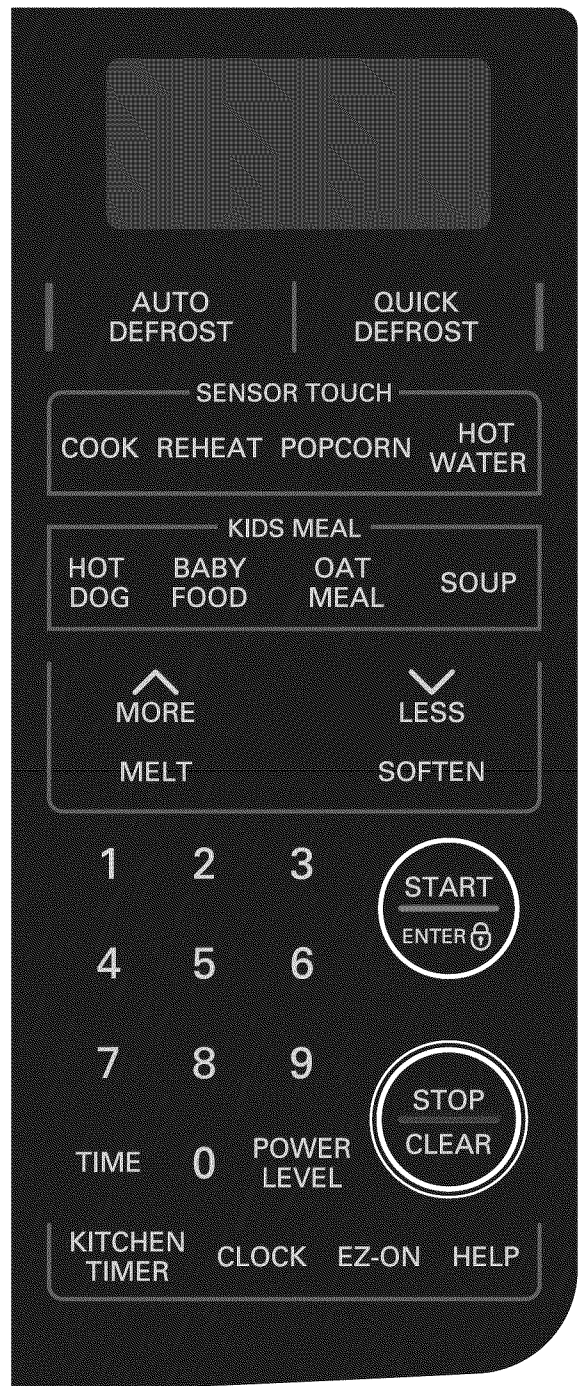 AUTO
DEFROST
QUICK
DEFROST
SENSOR TOUCH
COOK REHEAT POPCORN HOT
WATER
KIDS MEAL
HOT
DOG
BABY
FOOD
OAT
MEAL
SOUP
MORE
LESS
MELT
SOFTEN
1 2 3
START
ENTER
4 5 6
7 8 9
STOP
CLEAR
TIME
0
POWER
LEVEL
KITCHEN
TIMER
CLOCK
EZ-ON
HELP